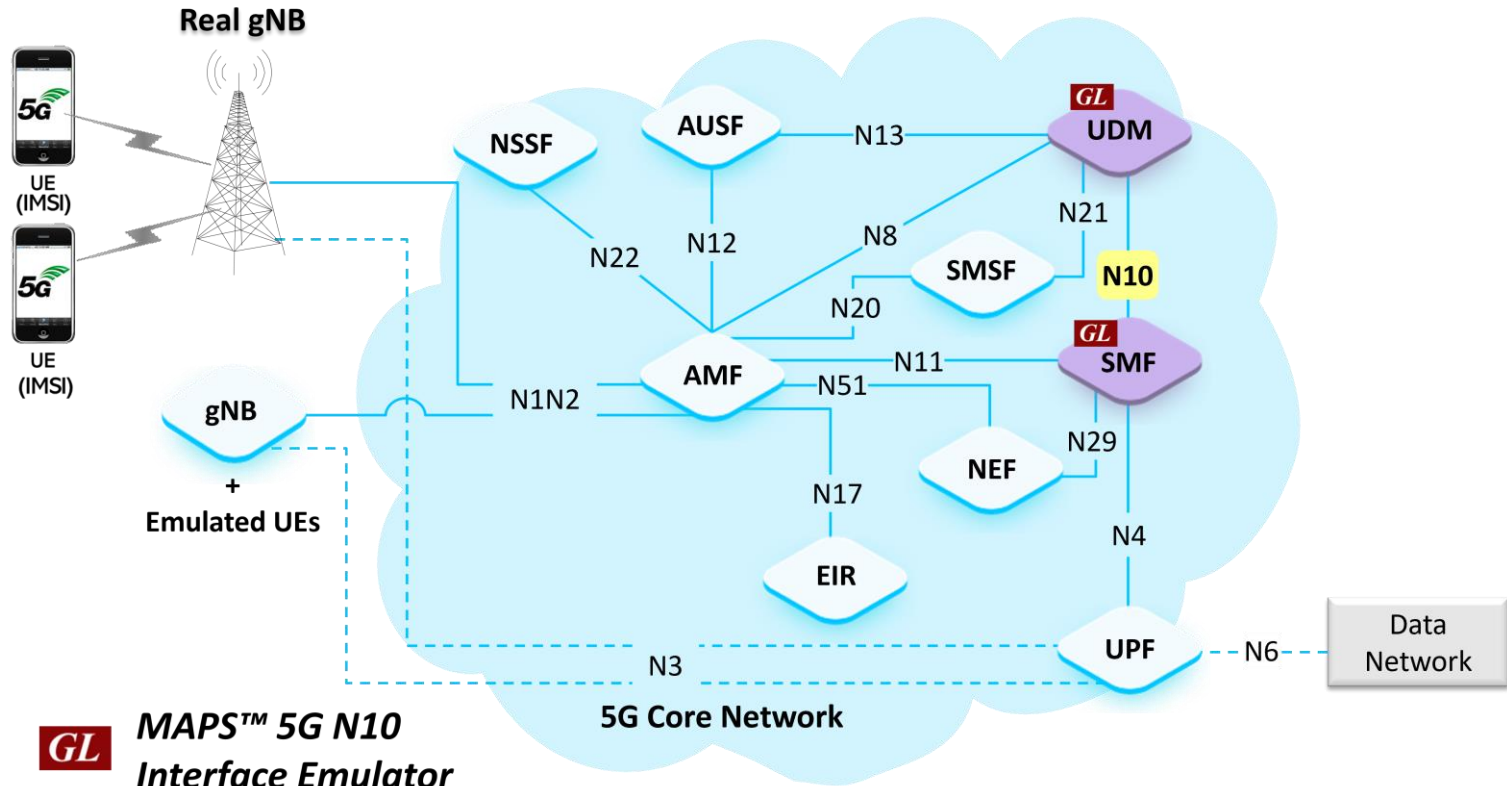 Real gNB
5G
UE
(IMSI)
5G
UE
(IMSI)
gNB
+
Emulated UEs
NSSF
AUSF
GL
UDM
N13
N22
N12
N8
N21
SMSF
N10
N20
GL
SMF
AMF
N11
N51
N1N2
N29
NEF
N17
N4
EIR
UPF
N6
Data
Network
N3
5G Core Network
GL
MAPS™ 5G N10
Interface Emulator